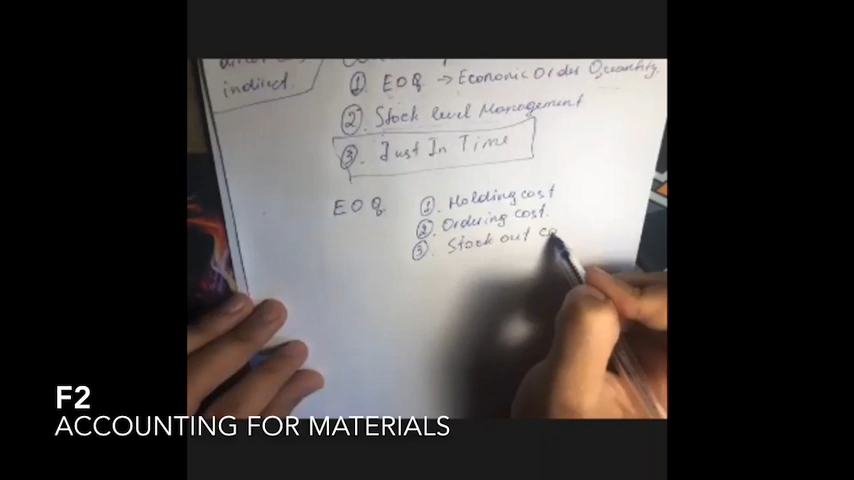 indirect.
① EOQ → Economic Order Quantity.
② Stock level Management
③ Just In Time
EOQ ① Holding cost
② Ordering cost.
③ Stock out co
F2
ACCOUNTING FOR MATERIALS